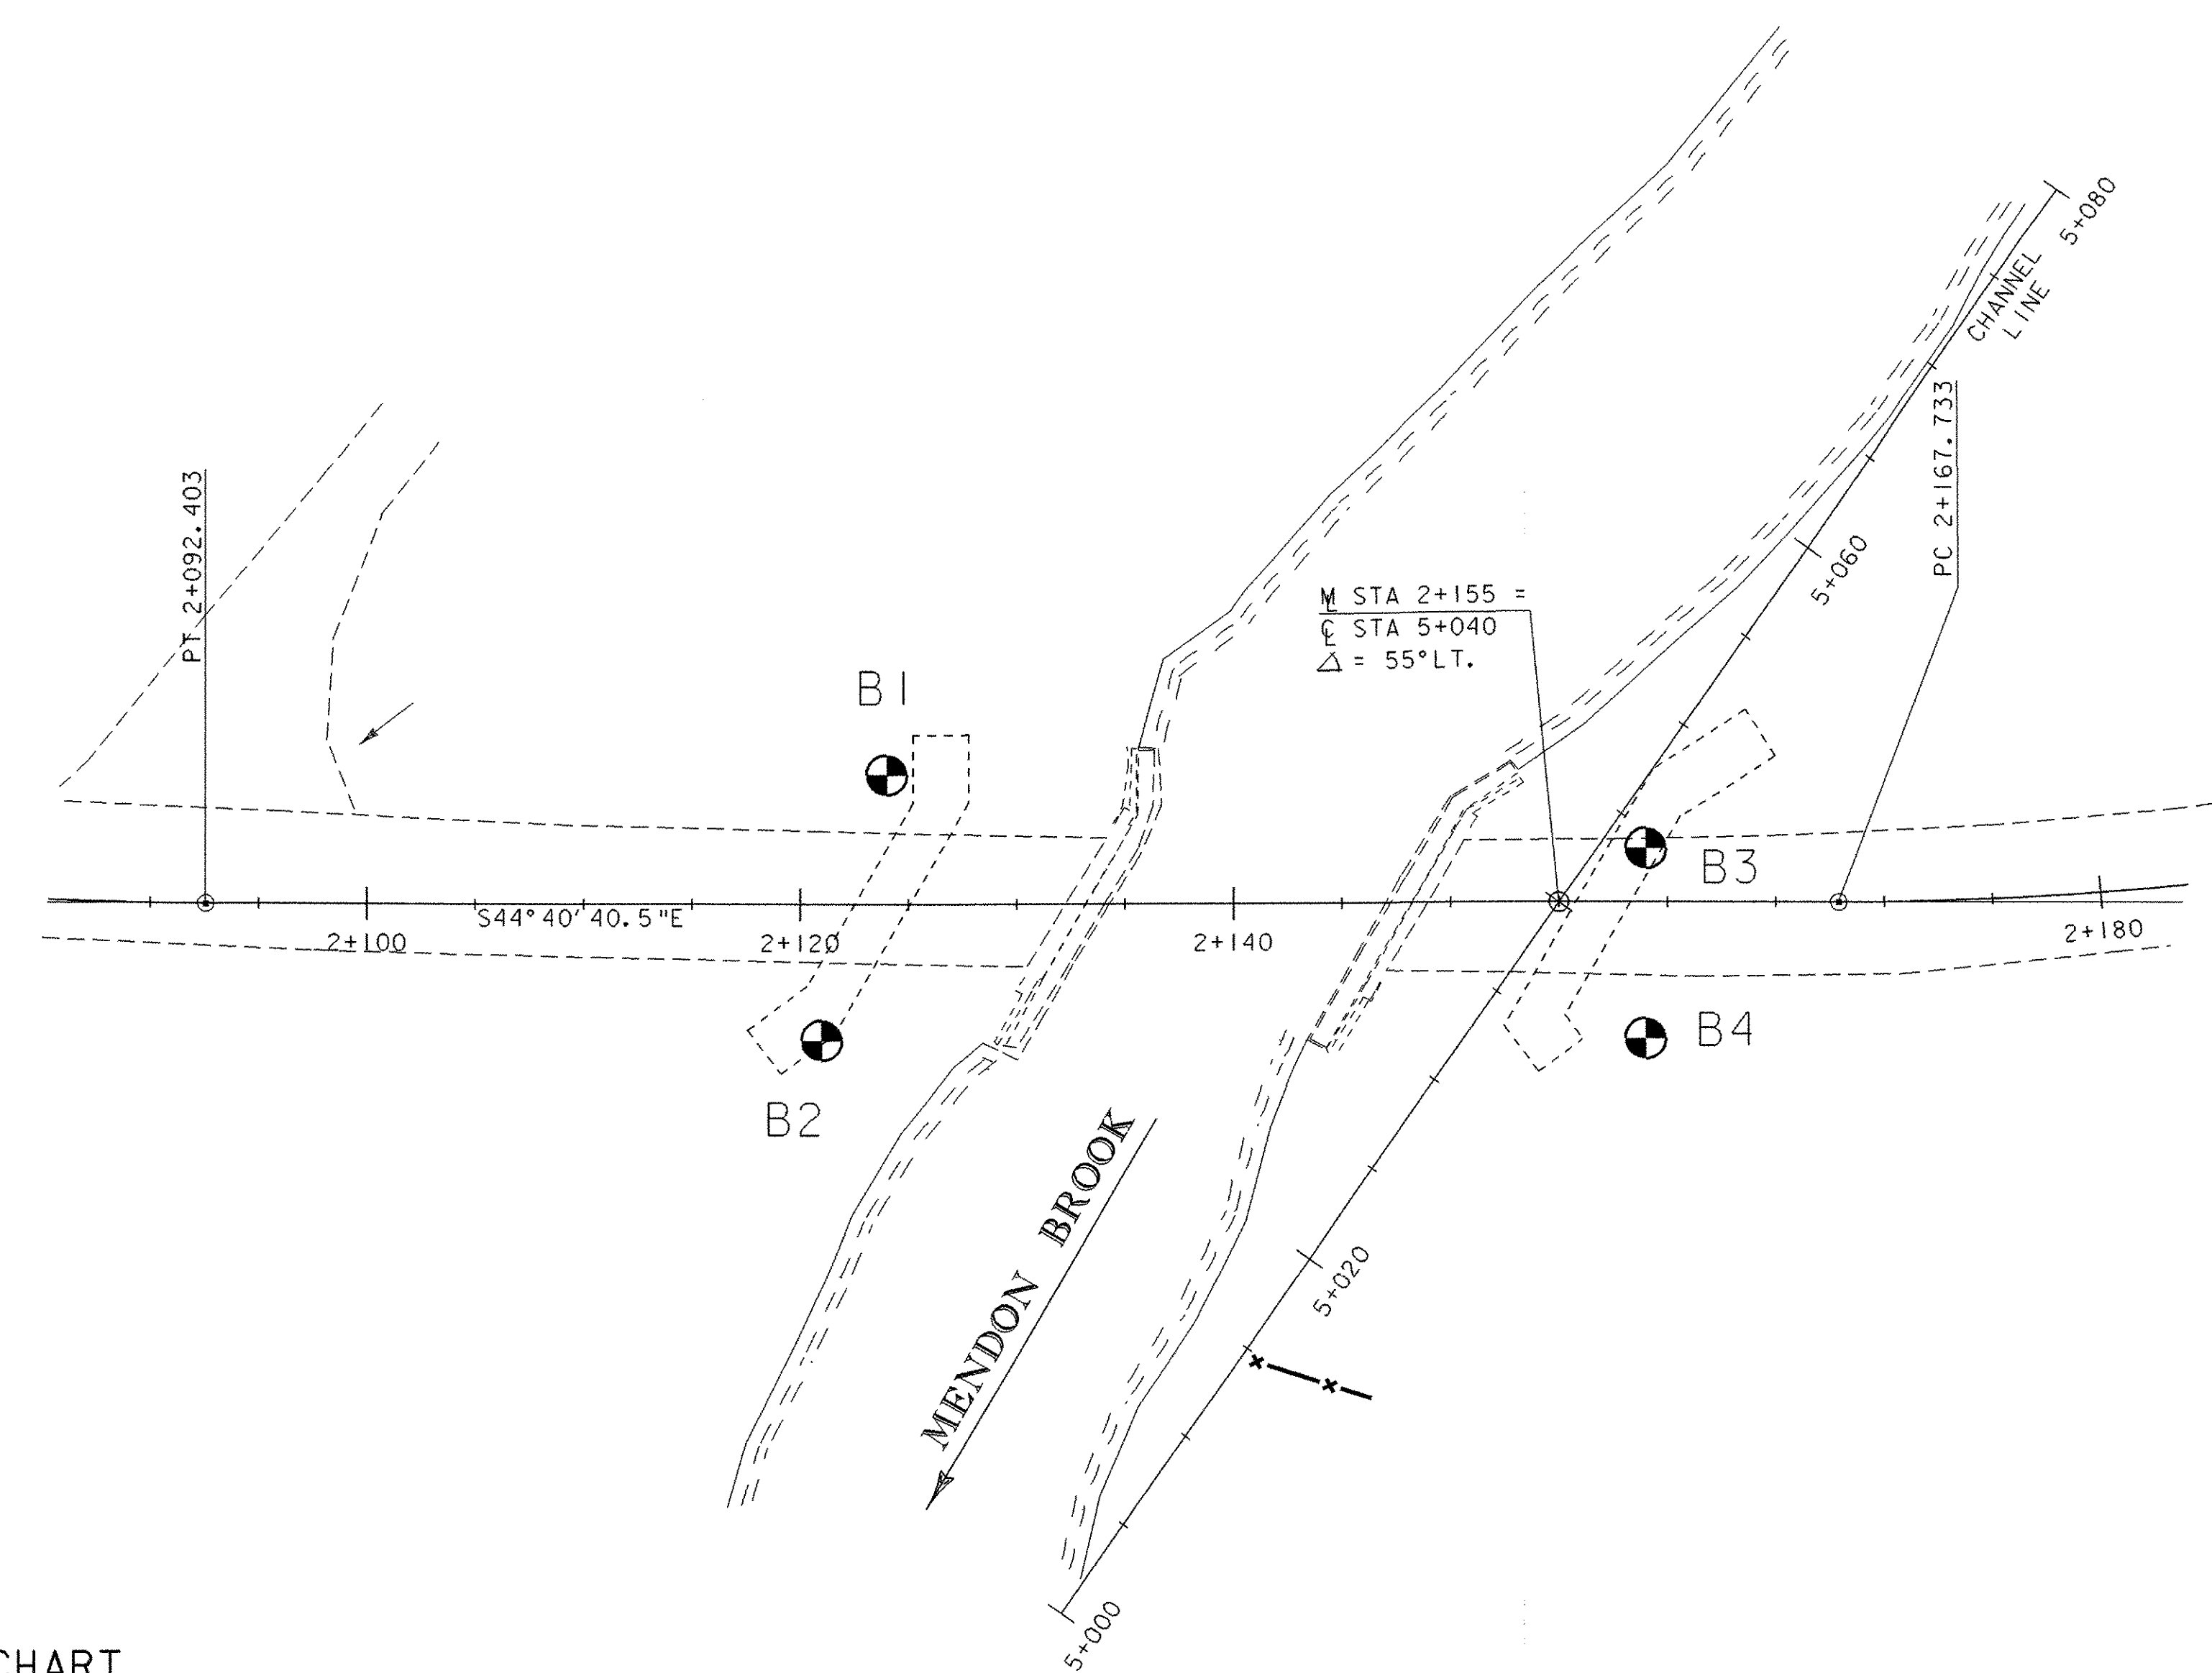 5+080
CHANNEL
LINE
PC 2+167.733
PT 2+092.403
5+060
M STA 2+155 =
L STA 5+040
Δ = 55°LT.
B1
B3
S44°40'40.5"E
2+100
2+120
2+140
2+180
B4
B2
MENDON BROOK
5+020
5+000
CHART